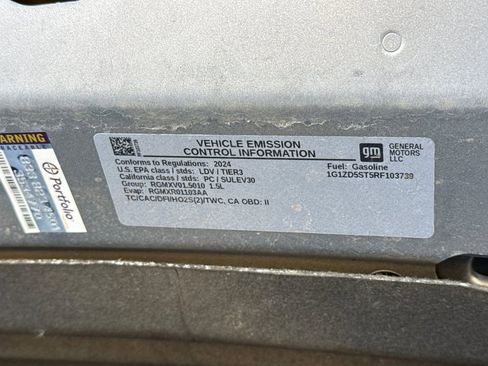 VEHICLE EMISSION
CONTROL INFORMATION
gm
GENERAL
MOTORS
LLC
Conforms to Regulations: 2024
U.S. EPA class / stds: LDV / TIER3
California class / stds: PC / SULEV30
Group: RGMXV01.5010 1.5L
Evap: RGMXR01103AA
TC/CAC/DFI/HO2S(2)/TWC, CA OBD: II
Fuel: Gasoline
1G1ZD5ST5RF103739
WARNING
Portfolio